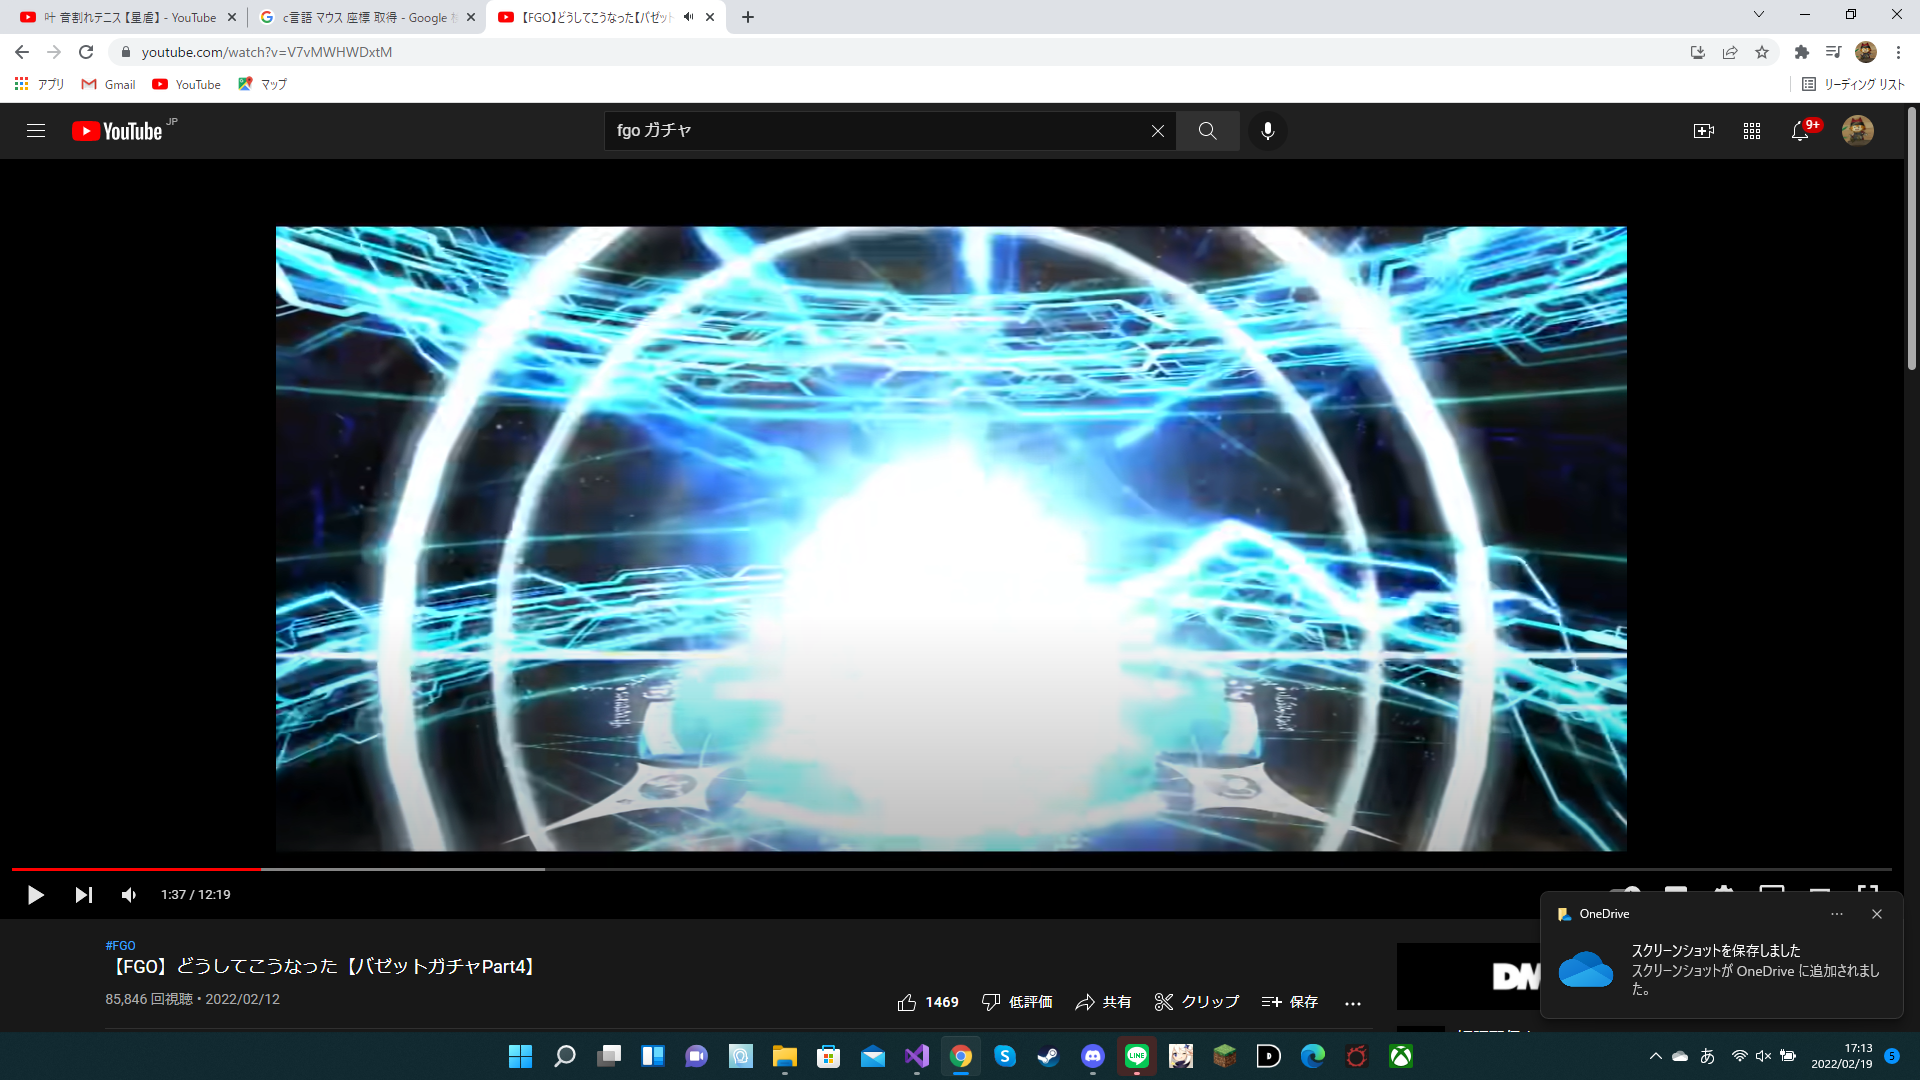 叶 音割れテニス【星虐】 - YouTube
c言語 マウス 座標 取得 - Google
【FGO】どうしてこうなった【バゼット
youtube.com/watch?v=V7vMWHWDxtM
アプリ
Gmail
YouTube
マップ
リーディング リスト
YouTube JP
fgo ガチャ
9+
1:37 / 12:19
#FGO
【FGO】どうしてこうなった【バゼットガチャPart4】
85,846 回視聴・2022/02/12
1469
低評価
共有
クリップ
保存
DM
OneDrive
スクリーンショットを保存しました
スクリーンショットが OneDrive に追加されまし
た。
LINE
あ
17:13
2022/02/19
5